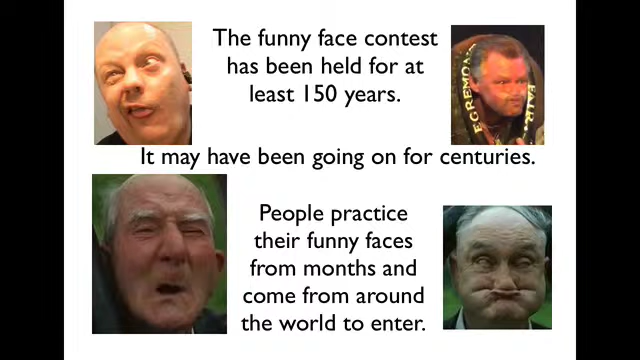 The funny face contest
has been held for at
least 150 years.
EGREMONT
FAIR
It may have been going on for centuries.
People practice
their funny faces
from months and
come from around
the world to enter.